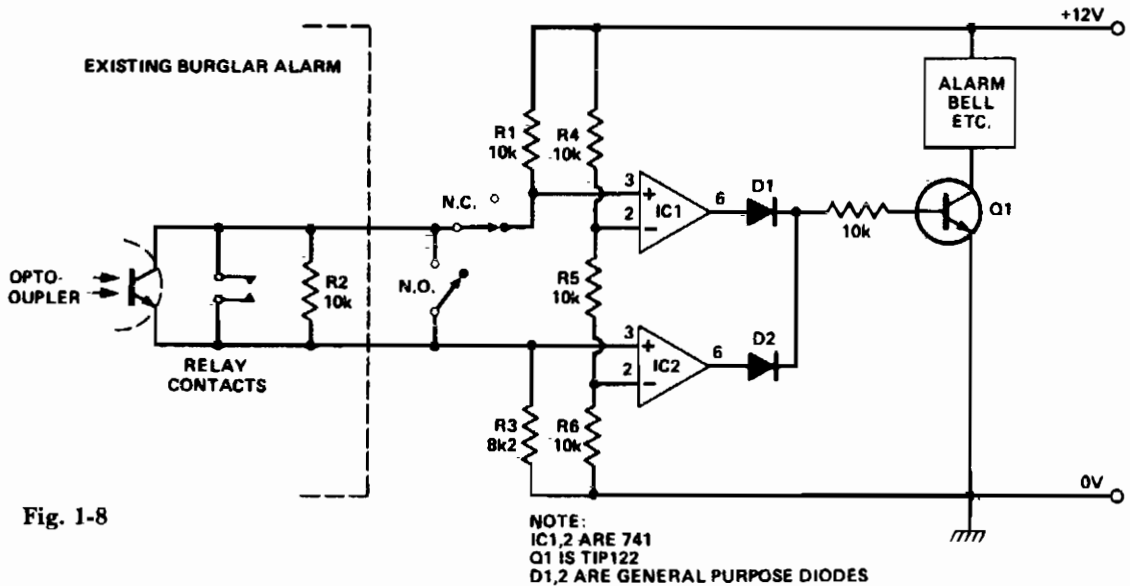 +12V
EXISTING BURGLAR ALARM
ALARM
BELL
ETC.
R1
10k
R4
10k
N.C.
3
+
2
−
IC1
6
D1
Q1
10k
OPTO-
OUPLER
R2
10k
N.O.
R5
10k
3
+
2
−
IC2
6
D2
RELAY
CONTACTS
R3
8k2
R6
10k
0V
Fig. 1-8
NOTE:
IC1,2 ARE 741
Q1 IS TIP122
D1,2 ARE GENERAL PURPOSE DIODES